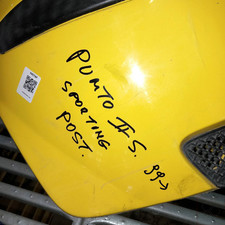 PUNTO II S.
SPORTING 99→
POST.